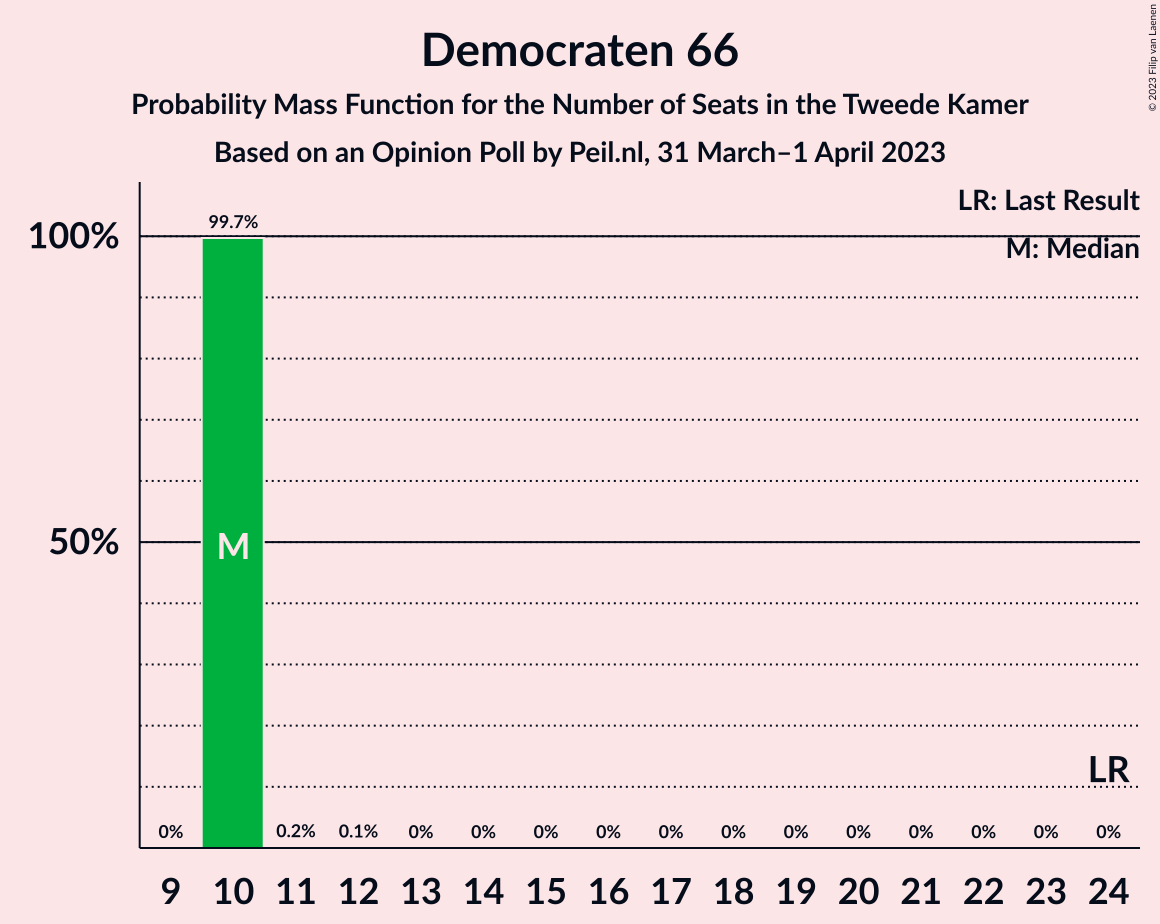 Democraten 66
Probability Mass Function for the Number of Seats in the Tweede Kamer
Based on an Opinion Poll by Peil.nl, 31 March–1 April 2023
© 2023 Filip van Laenen
LR: Last Result
M: Median
100%
50%
99.7%
M
LR
0% 0.2% 0.1% 0% 0% 0% 0% 0% 0% 0% 0% 0% 0% 0% 0%
9 10 11 12 13 14 15 16 17 18 19 20 21 22 23 24